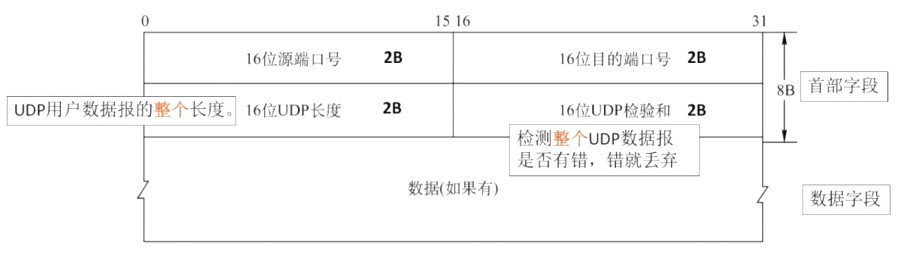 0 15 16 31
16位源端口号 2B 16位目的端口号 2B
8B
首部字段
UDP用户数据报的整个长度。
16位UDP长度 2B 16位UDP检验和 2B
检测整个UDP数据报
是否有错，错就丢弃
数据(如果有)
数据字段